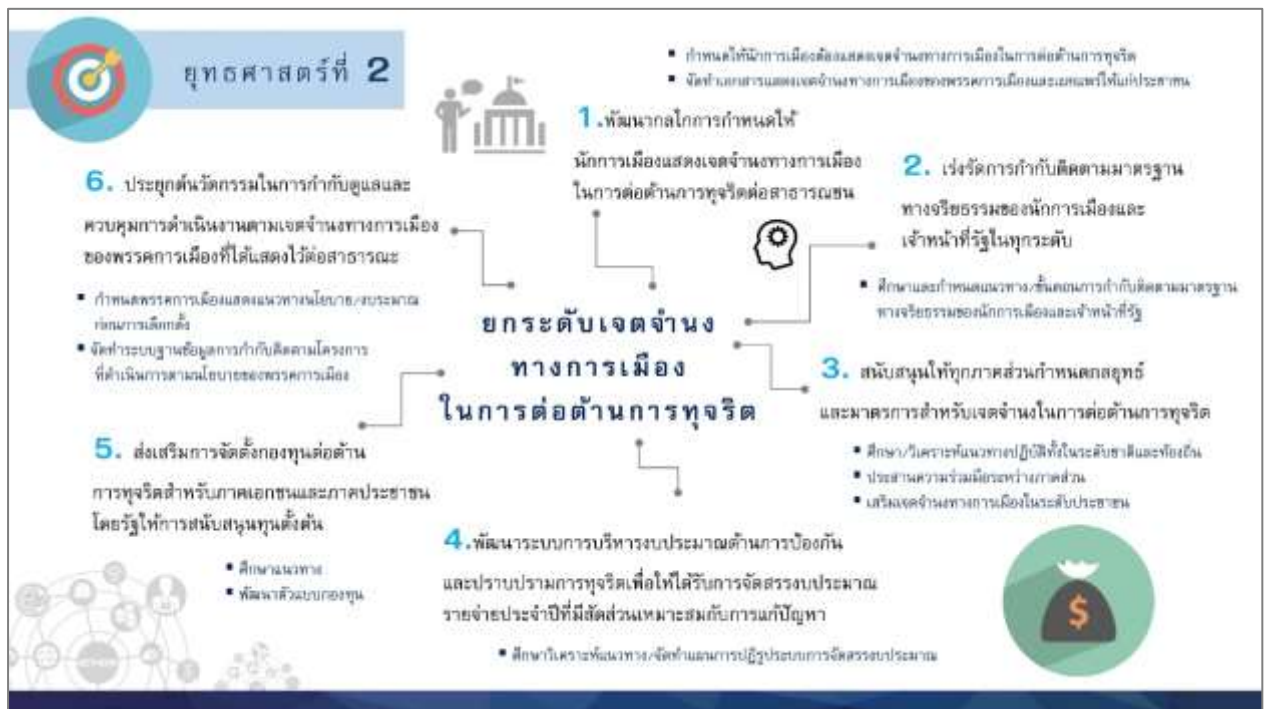 ยุทธศาสตร์ที่ 2
▪ กำหนดให้นักการเมืองต้องแสดงเจตจำนงทางการเมืองในการต่อต้านการทุจริต
▪ จัดทำเอกสารแสดงเจตจำนงทางการเมืองของพรรคการเมืองและเผยแพร่ให้แก่ประชาชน
1.พัฒนากลไกการกำหนดให้
นักการเมืองแสดงเจตจำนงทางการเมือง
ในการต่อต้านการทุจริตต่อสาธารณชน
2. เร่งรัดการกำกับติดตามมาตรฐาน
ทางจริยธรรมของนักการเมืองและ
เจ้าหน้าที่รัฐในทุกระดับ
▪ ศึกษาและกำหนดแนวทาง/ขั้นตอนการกำกับติดตามมาตรฐาน
ทางจริยธรรมของนักการเมืองและเจ้าหน้าที่รัฐ
ยกระดับเจตจำนง
ทางการเมือง
ในการต่อต้านการทุจริต
3. สนับสนุนให้ทุกภาคส่วนกำหนดกลยุทธ์
และมาตรการสำหรับเจตจำนงในการต่อต้านการทุจริต
▪ ศึกษา/วิเคราะห์แนวทางปฏิบัติทั้งในระดับชาติและท้องถิ่น
▪ ประสานความร่วมมือระหว่างภาคส่วน
▪ เสริมเจตจำนงทางการเมืองในระดับประชาชน
4.พัฒนาระบบการบริหารงบประมาณด้านการป้องกัน
และปราบปรามการทุจริตเพื่อให้ได้รับการจัดสรรงบประมาณ
รายจ่ายประจำปีที่มีสัดส่วนเหมาะสมกับการแก้ปัญหา
▪ ศึกษาวิเคราะห์แนวทาง/จัดทำแผนการปฏิรูประบบการจัดสรรงบประมาณ
5. ส่งเสริมการจัดตั้งกองทุนต่อต้าน
การทุจริตสำหรับภาคเอกชนและภาคประชาชน
โดยรัฐให้การสนับสนุนทุนตั้งต้น
▪ ศึกษาแนวทาง
▪ พัฒนาตัวแบบกองทุน
6. ประยุกต์นวัตกรรมในการกำกับดูแลและ
ควบคุมการดำเนินงานตามเจตจำนงทางการเมือง
ของพรรคการเมืองที่ได้แสดงไว้ต่อสาธารณะ
▪ กำหนดพรรคการเมืองแสดงแนวทางนโยบาย/งบประมาณ
ก่อนการเลือกตั้ง
▪ จัดทำระบบฐานข้อมูลการกำกับติดตามโครงการ
ที่ดำเนินการตามนโยบายของพรรคการเมือง